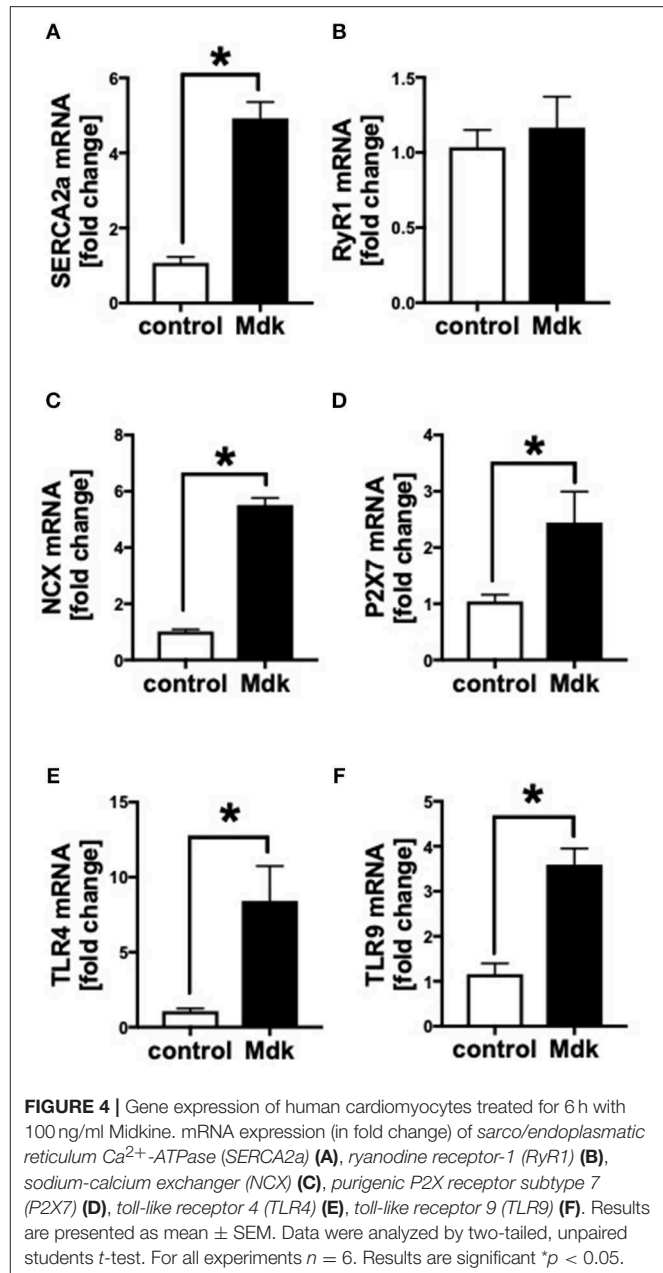 A
*
SERCA2a mRNA
[fold change]
6
4
2
0
control Mdk
B
RyR1 mRNA
[fold change]
1.5
1.0
0.5
0.0
control Mdk
C
*
NCX mRNA
[fold change]
8
6
4
2
0
control Mdk
D
*
P2X7 mRNA
[fold change]
4
3
2
1
0
control Mdk
E
*
TLR4 mRNA
[fold change]
15
10
5
0
control Mdk
F
*
TLR9 mRNA
[fold change]
5
4
3
2
1
0
control Mdk
FIGURE 4 | Gene expression of human cardiomyocytes treated for 6 h with
100 ng/ml Midkine. mRNA expression (in fold change) of sarco/endoplasmatic
reticulum Ca²⁺-ATPase (SERCA2a) (A), ryanodine receptor-1 (RyR1) (B),
sodium-calcium exchanger (NCX) (C), purigenic P2X receptor subtype 7
(P2X7) (D), toll-like receptor 4 (TLR4) (E), toll-like receptor 9 (TLR9) (F). Results
are presented as mean ± SEM. Data were analyzed by two-tailed, unpaired
students t-test. For all experiments n = 6. Results are significant *p < 0.05.